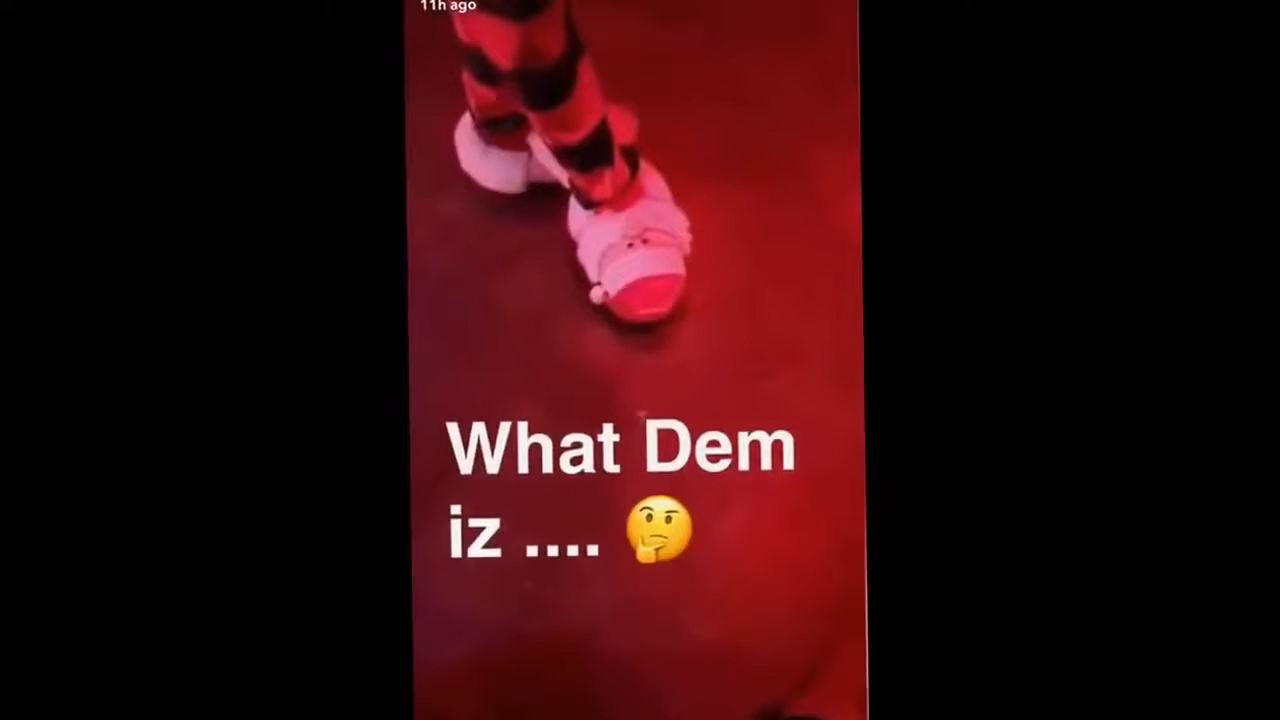 11h ago
What Dem
iz .... 🤔